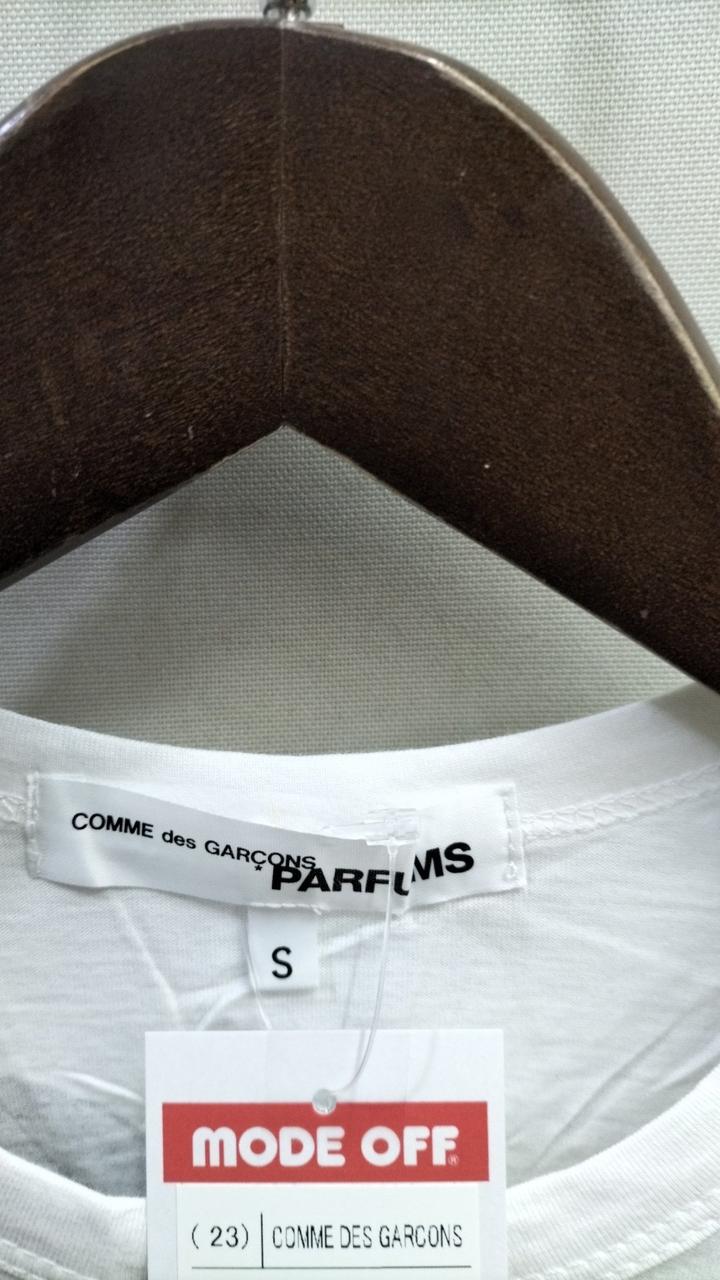 COMME des GARÇONS
* PARFUMS
S
MODE OFF®
(23) | COMME DES GARCONS